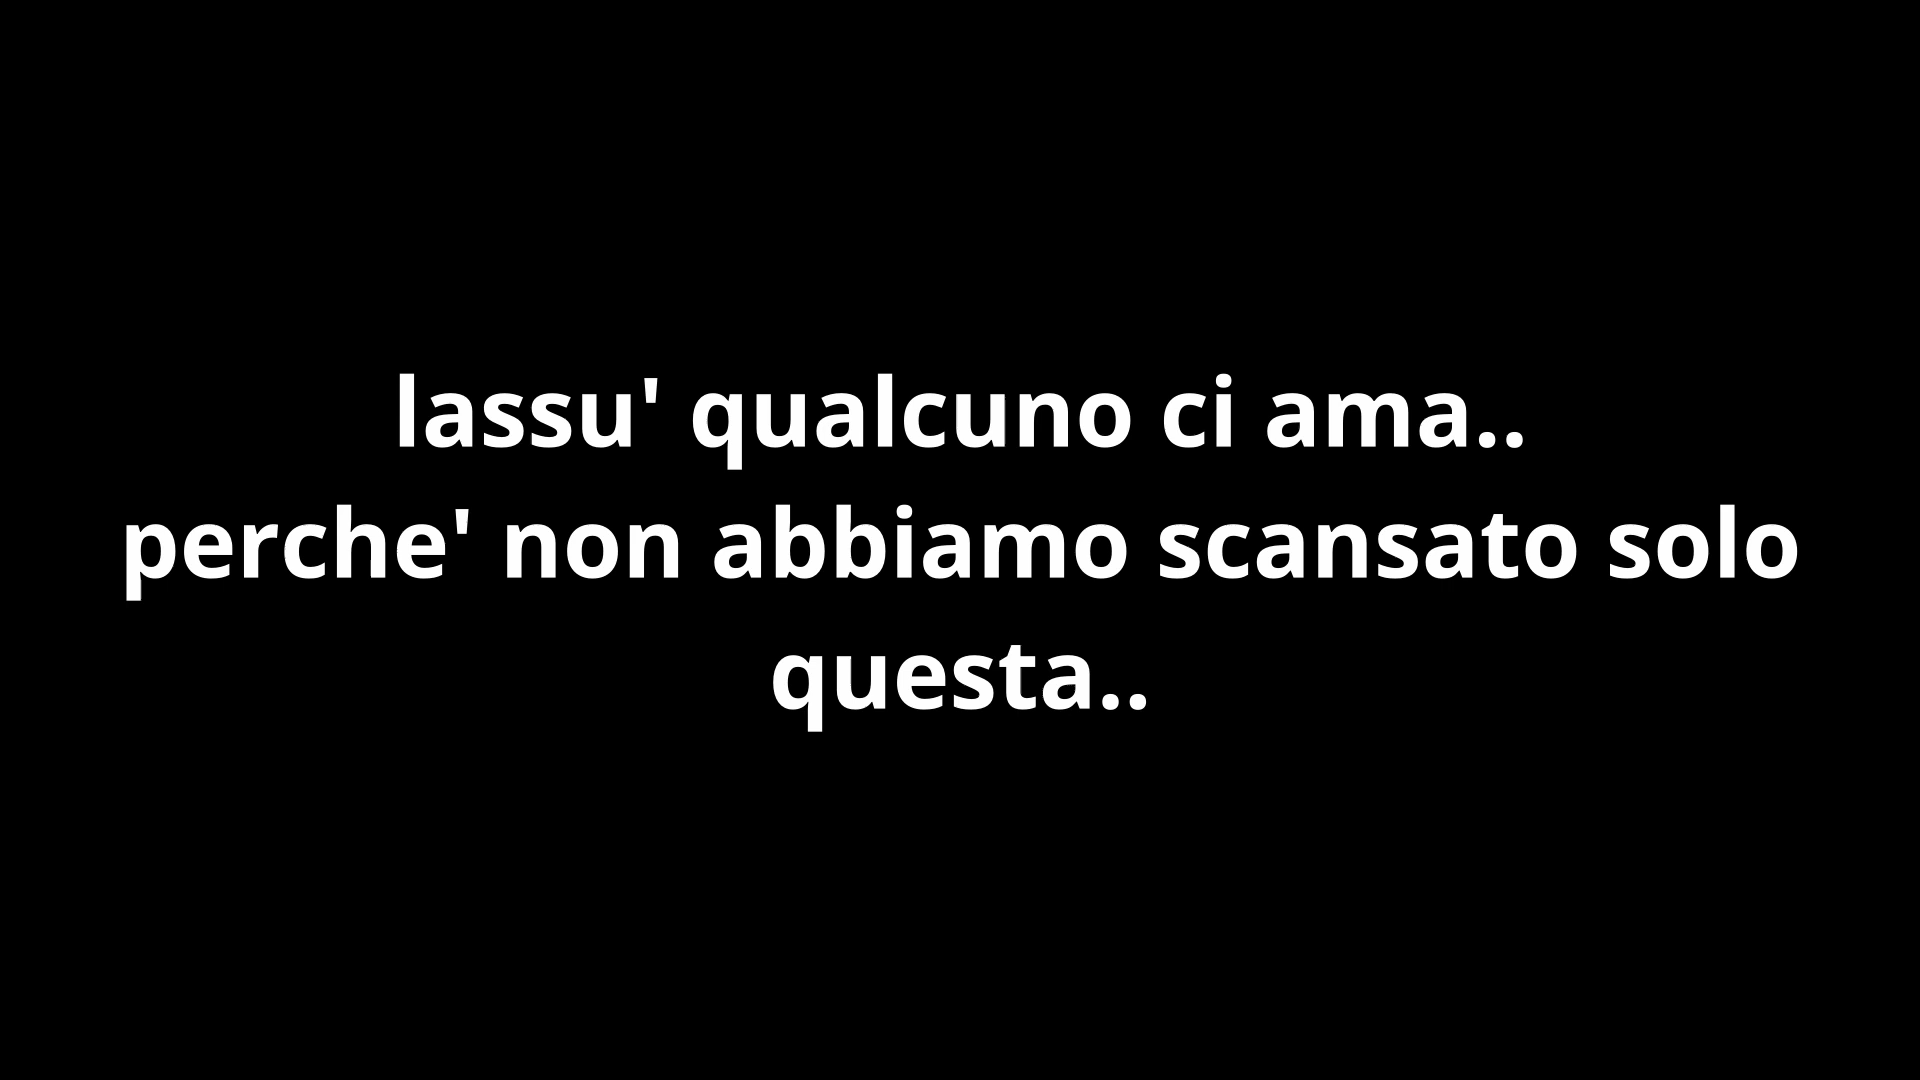 lassu' qualcuno ci ama..
perche' non abbiamo scansato solo
questa..